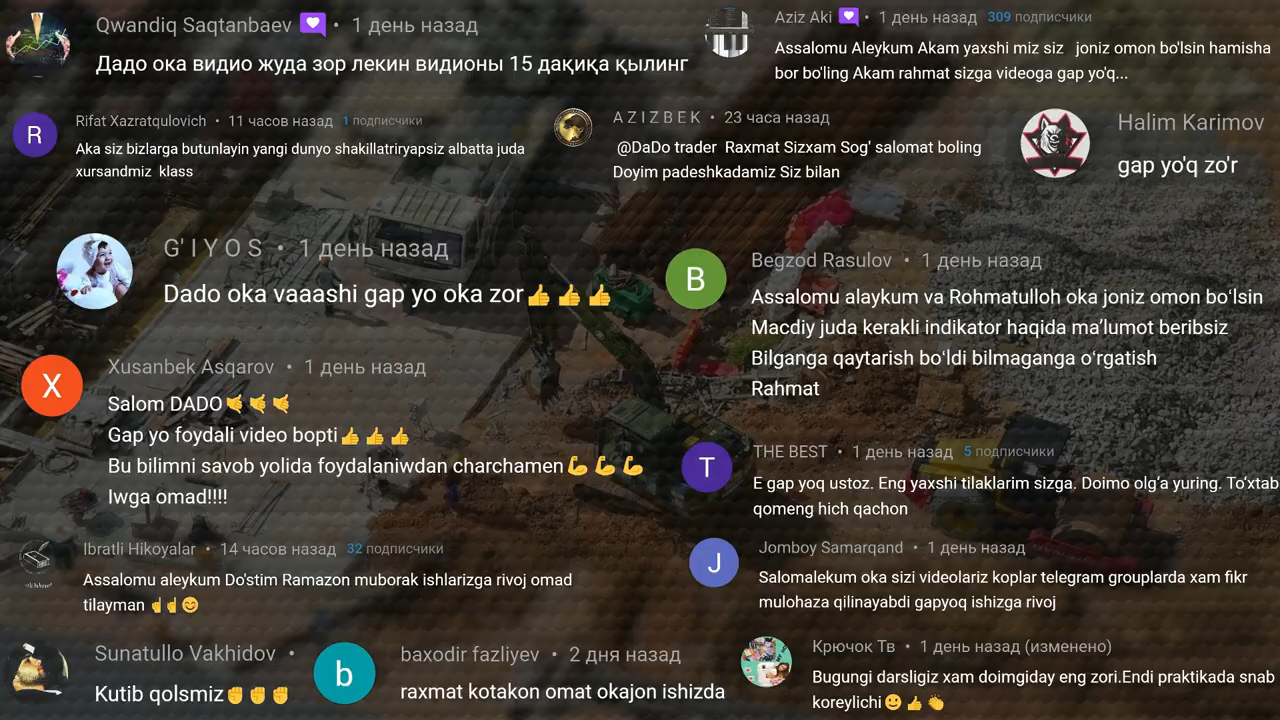 Qwandiq Saqtanbaev • 1 день назад
Дадо ока видио жуда зор лекин видионы 15 дақиқа қылинг
Aziz Aki • 1 день назад 309 подписчики
Assalomu Aleykum Akam yaxshi miz siz joniz omon bo'lsin hamisha
bor bo'ling Akam rahmat sizga videoga gap yo'q...
R
Rifat Xazratqulovich • 11 часов назад 1 подписчики
Aka siz bizlarga butunlayin yangi dunyo shakillatriryapsiz albatta juda
xursandmiz klass
A Z I Z B E K • 23 часа назад
@DaDo trader Raxmat Sizxam Sog' salomat boling
Doyim padeshkadamiz Siz bilan
Halim Karimov
gap yo'q zo'r
G' I Y O S • 1 день назад
Dado oka vaaashi gap yo oka zor👍👍👍
B
Begzod Rasulov • 1 день назад
Assalomu alaykum va Rohmatulloh oka joniz omon boʻlsin
Macdiy juda kerakli indikator haqida maʼlumot beribsiz
Bilganga qaytarish boʻldi bilmaganga oʻrgatish
Rahmat
X
Xusanbek Asqarov • 1 день назад
Salom DADO🤙🤙🤙
Gap yo foydali video bopti👍👍👍
Bu bilimni savob yolida foydalaniwdan charchamen💪💪💪
Iwga omad!!!!
T
THE BEST • 1 день назад 5 подписчики
E gap yoq ustoz. Eng yaxshi tilaklarim sizga. Doimo olgʻa yuring. Toʻxtab
qomeng hich qachon
Ibratli Hikoyalar • 14 часов назад 32 подписчики
Assalomu aleykum Do'stim Ramazon muborak ishlarizga rivoj omad
tilayman ☝☝😊
J
Jomboy Samarqand • 1 день назад
Salomalekum oka sizi videolariz koplar telegram grouplarda xam fikr
mulohaza qilinayabdi gapyoq ishizga rivoj
Sunatullo Vakhidov •
Kutib qolsmiz✊✊✊
b
baxodir fazliyev • 2 дня назад
raxmat kotakon omat okajon ishizda
Крючок Тв • 1 день назад (изменено)
Bugungi darsligiz xam doimgiday eng zori.Endi praktikada snab
koreylichi😀👍👏